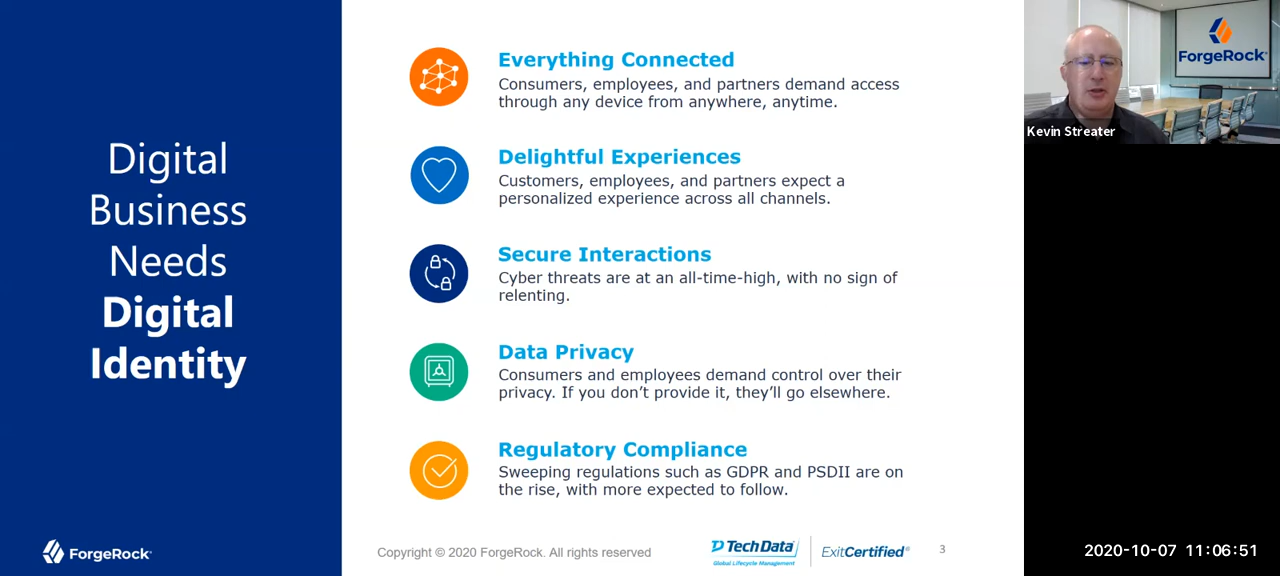 Digital
Business
Needs
Digital
Identity
ForgeRock
Everything Connected
Consumers, employees, and partners demand access
through any device from anywhere, anytime.
Delightful Experiences
Customers, employees, and partners expect a
personalized experience across all channels.
Secure Interactions
Cyber threats are at an all-time-high, with no sign of
relenting.
Data Privacy
Consumers and employees demand control over their
privacy. If you don’t provide it, they’ll go elsewhere.
Regulatory Compliance
Sweeping regulations such as GDPR and PSDII are on
the rise, with more expected to follow.
Copyright © 2020 ForgeRock. All rights reserved
Tech Data
Global Lifecycle Management
ExitCertified®
3
ForgeRock
Kevin Streater
2020-10-07 11:06:51